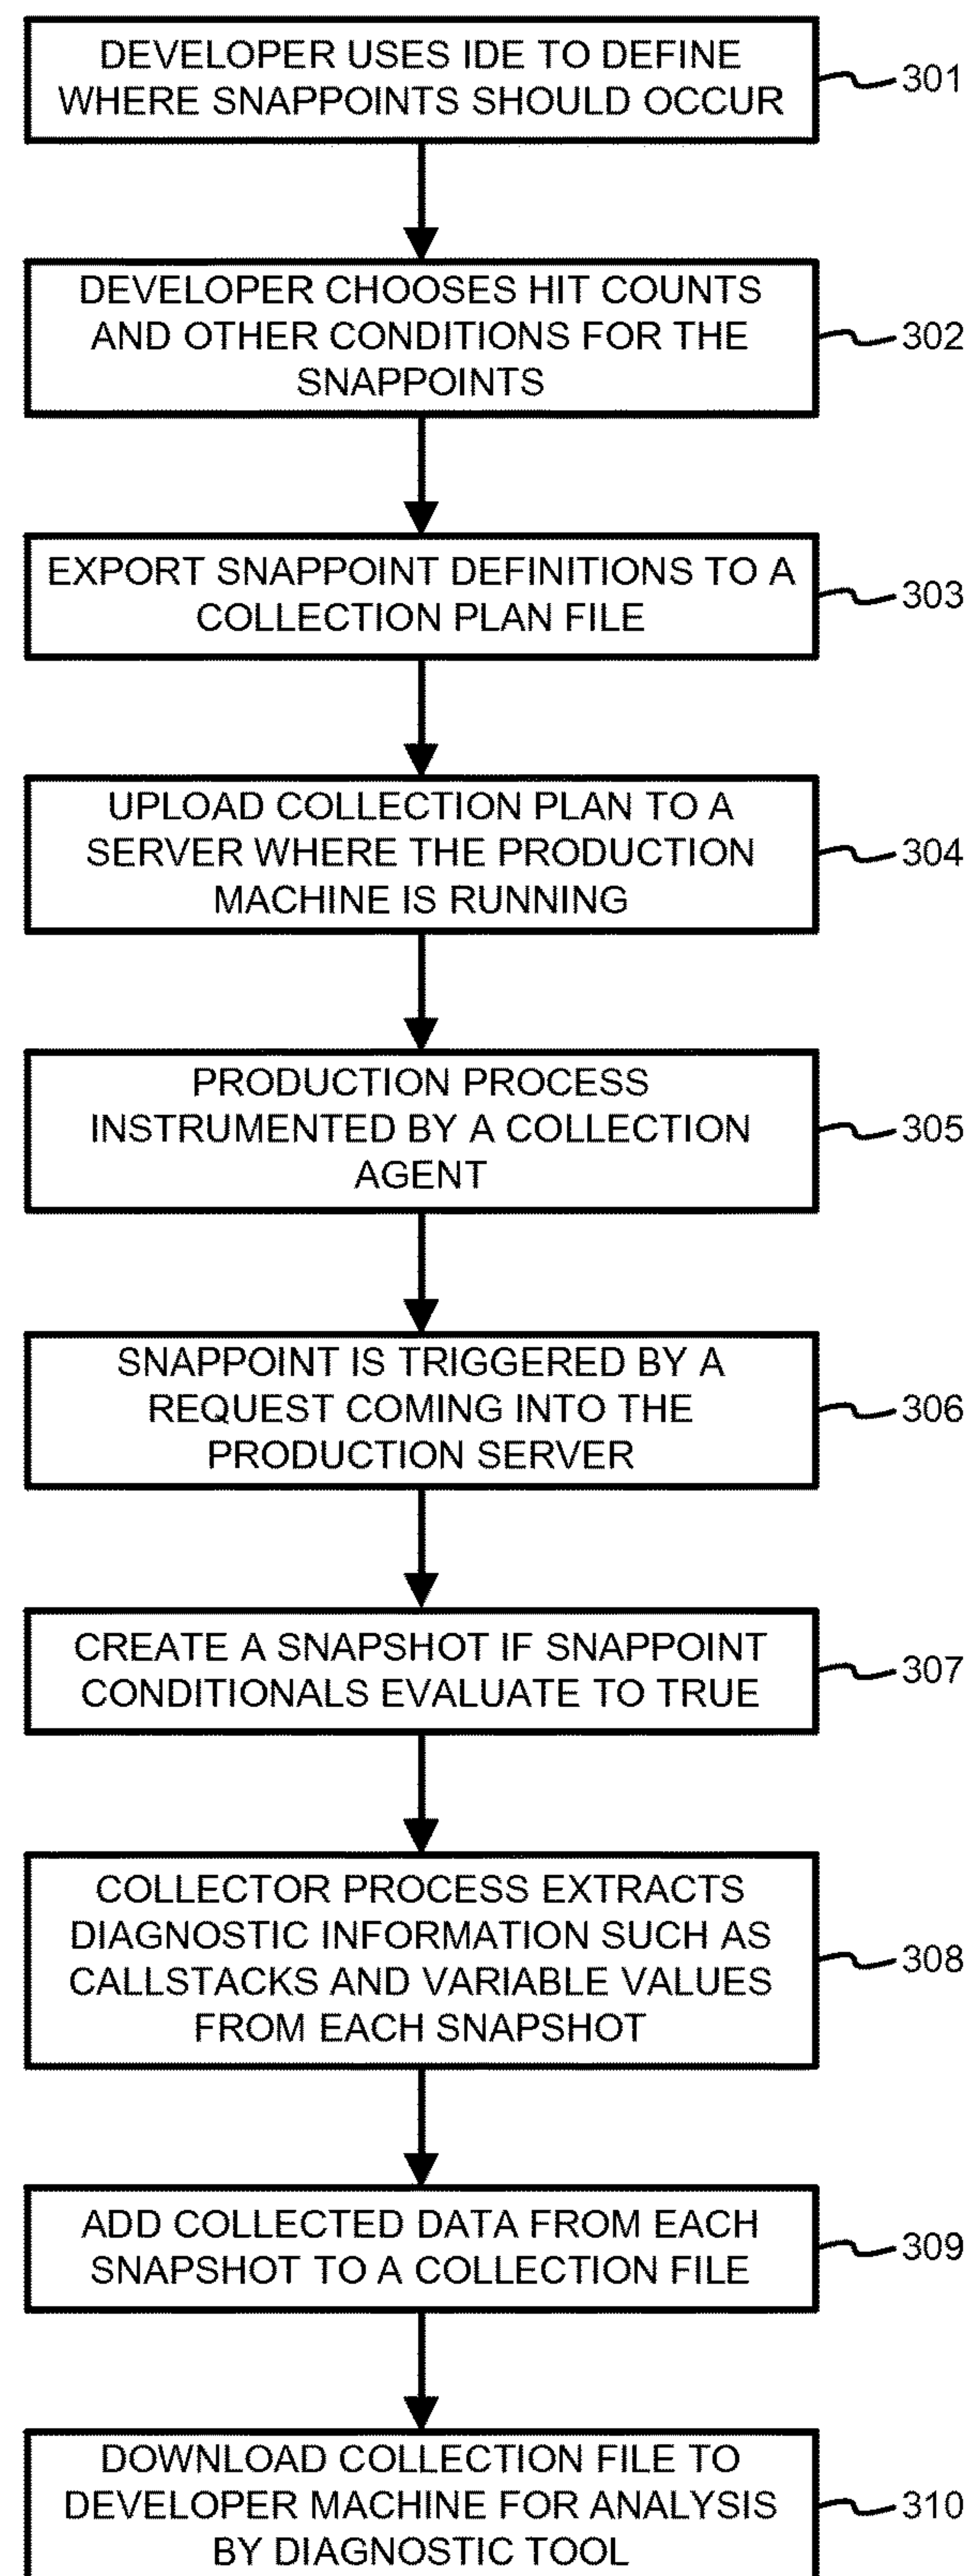 DEVELOPER USES IDE TO DEFINE
WHERE SNAPPOINTS SHOULD OCCUR
301
DEVELOPER CHOOSES HIT COUNTS
AND OTHER CONDITIONS FOR THE
SNAPPOINTS
302
EXPORT SNAPPOINT DEFINITIONS TO A
COLLECTION PLAN FILE
303
UPLOAD COLLECTION PLAN TO A
SERVER WHERE THE PRODUCTION
MACHINE IS RUNNING
304
PRODUCTION PROCESS
INSTRUMENTED BY A COLLECTION
AGENT
305
SNAPPOINT IS TRIGGERED BY A
REQUEST COMING INTO THE
PRODUCTION SERVER
306
CREATE A SNAPSHOT IF SNAPPOINT
CONDITIONALS EVALUATE TO TRUE
307
COLLECTOR PROCESS EXTRACTS
DIAGNOSTIC INFORMATION SUCH AS
CALLSTACKS AND VARIABLE VALUES
FROM EACH SNAPSHOT
308
ADD COLLECTED DATA FROM EACH
SNAPSHOT TO A COLLECTION FILE
309
DOWNLOAD COLLECTION FILE TO
DEVELOPER MACHINE FOR ANALYSIS
BY DIAGNOSTIC TOOL
310